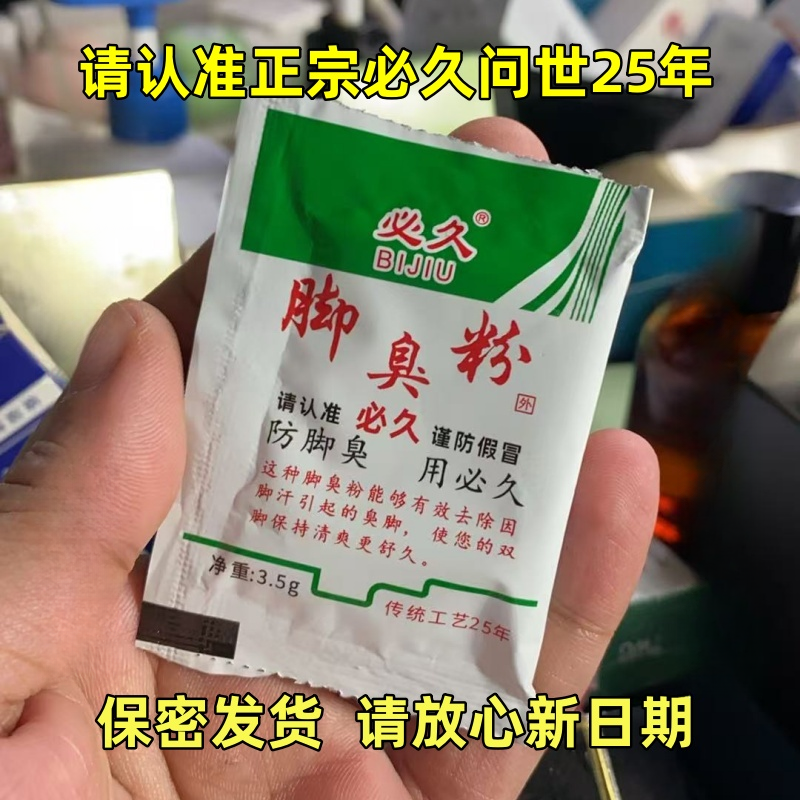 请认准正宗必久问世25年
必久®
BIJIU
脚臭粉
外
请认准 必久 谨防假冒
防脚臭 用必久
这种脚臭粉能够有效去除因
脚汗引起的臭脚，使您的双
脚保持清爽更舒久。
净重:3.5g
传统工艺25年
保密发货 请放心新日期